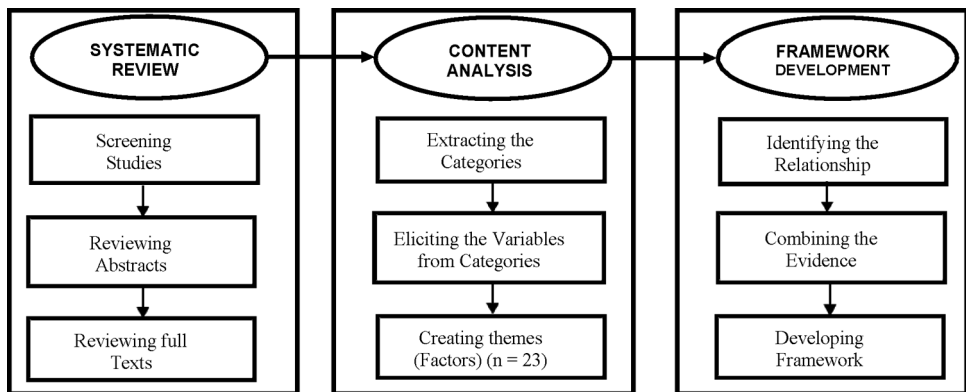 SYSTEMATIC
REVIEW
Screening
Studies
Reviewing
Abstracts
Reviewing full
Texts
CONTENT
ANALYSIS
Extracting the
Categories
Eliciting the Variables
from Categories
Creating themes
(Factors) (n = 23)
FRAMEWORK
DEVELOPMENT
Identifying the
Relationship
Combining the
Evidence
Developing
Framework